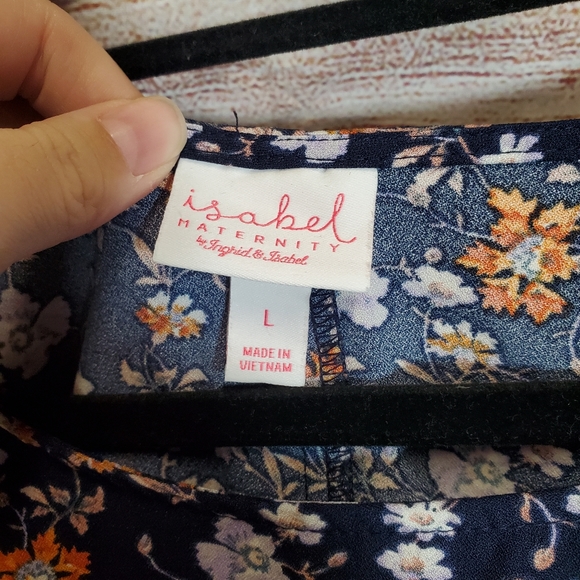 isabel
MATERNITY
by Ingrid & Isabel
L
MADE IN
VIETNAM